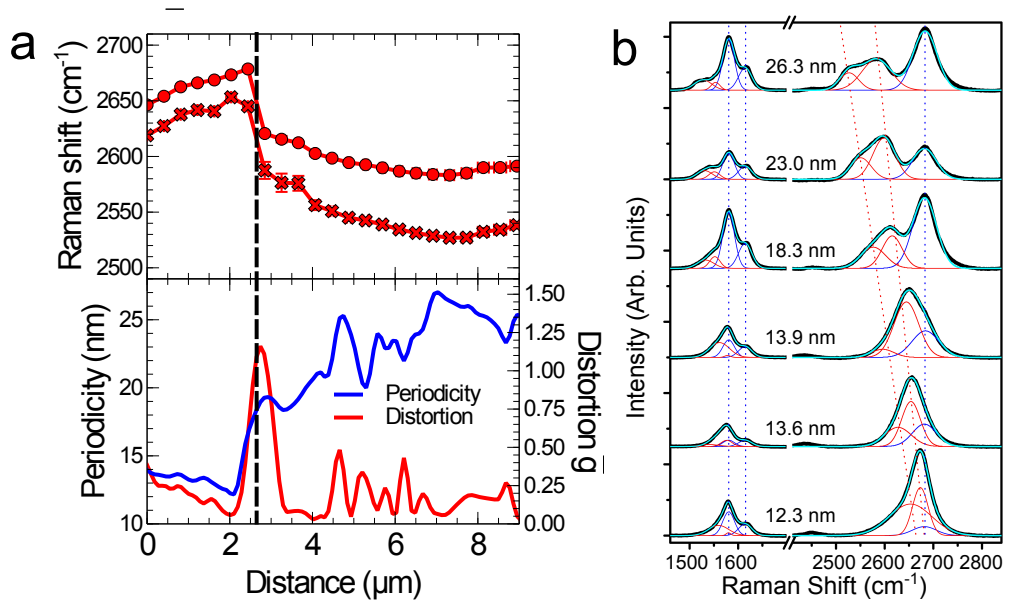 a
2700
2650
2600
2550
2500
Raman shift (cm-1)
25
20
15
10
Periodicity (nm)
1.50
1.25
1.00
0.75
0.50
0.25
0.00
Distortion g̅
Periodicity
Distortion
0 2 4 6 8
Distance (µm)
b
26.3 nm
23.0 nm
18.3 nm
13.9 nm
13.6 nm
12.3 nm
Intensity (Arb. Units)
1500 1600 2500 2600 2700 2800
Raman Shift (cm-1)